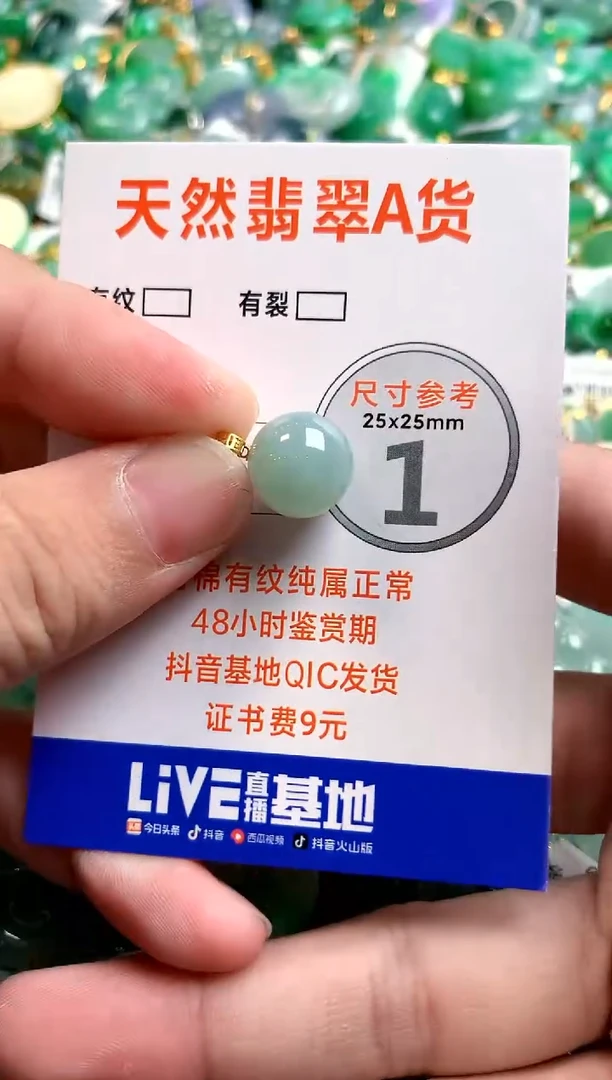 天然翡翠A货
纹 有裂
尺寸参考
25x25mm
1
棉有纹纯属正常
48小时鉴赏期
抖音基地QIC发货
证书费9元
LiVE直播基地
今日头条 抖音 西瓜视频 抖音火山版